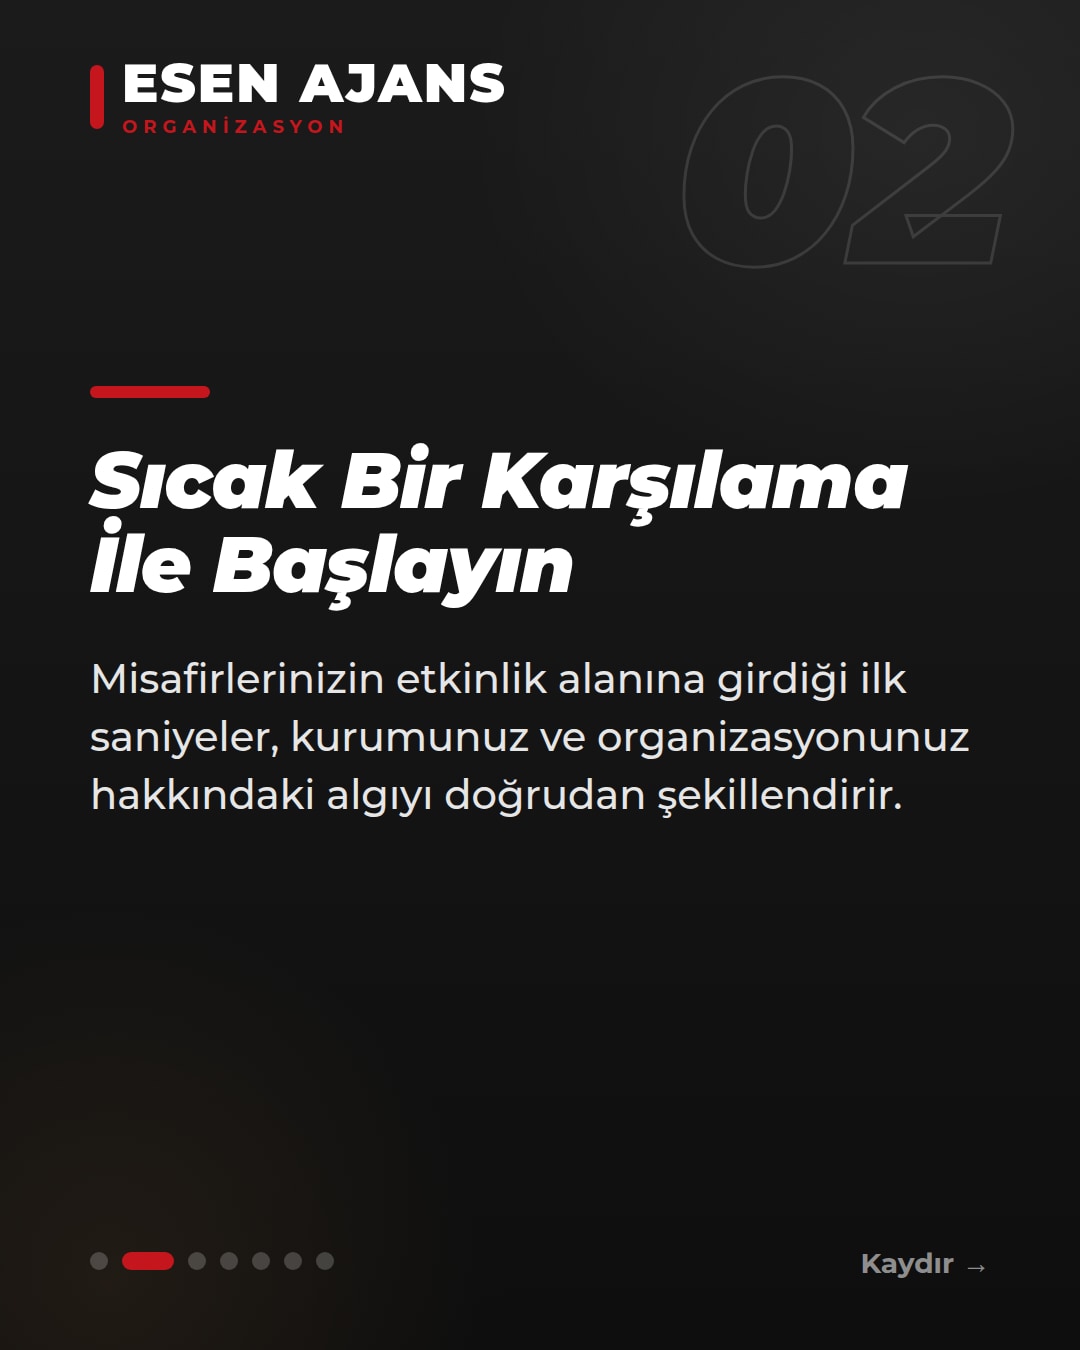 ESEN AJANS
ORGANİZASYON
02
Sıcak Bir Karşılama
İle Başlayın
Misafirlerinizin etkinlik alanına girdiği ilk
saniyeler, kurumunuz ve organizasyonunuz
hakkındaki algıyı doğrudan şekillendirir.
Kaydır →